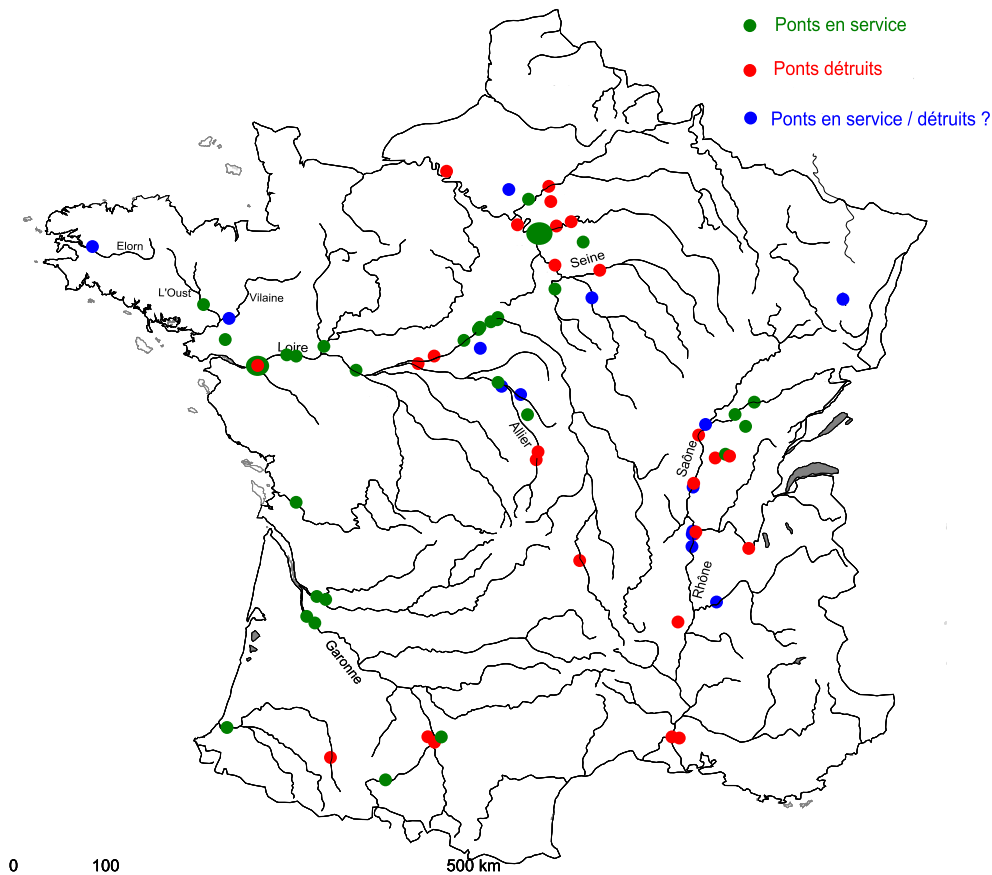 Ponts en service
Ponts détruits
Ponts en service / détruits ?
Elorn
L'Oust
Vilaine
Seine
Loire
Allier
Saône
Rhône
Garonne
0 100 500 km